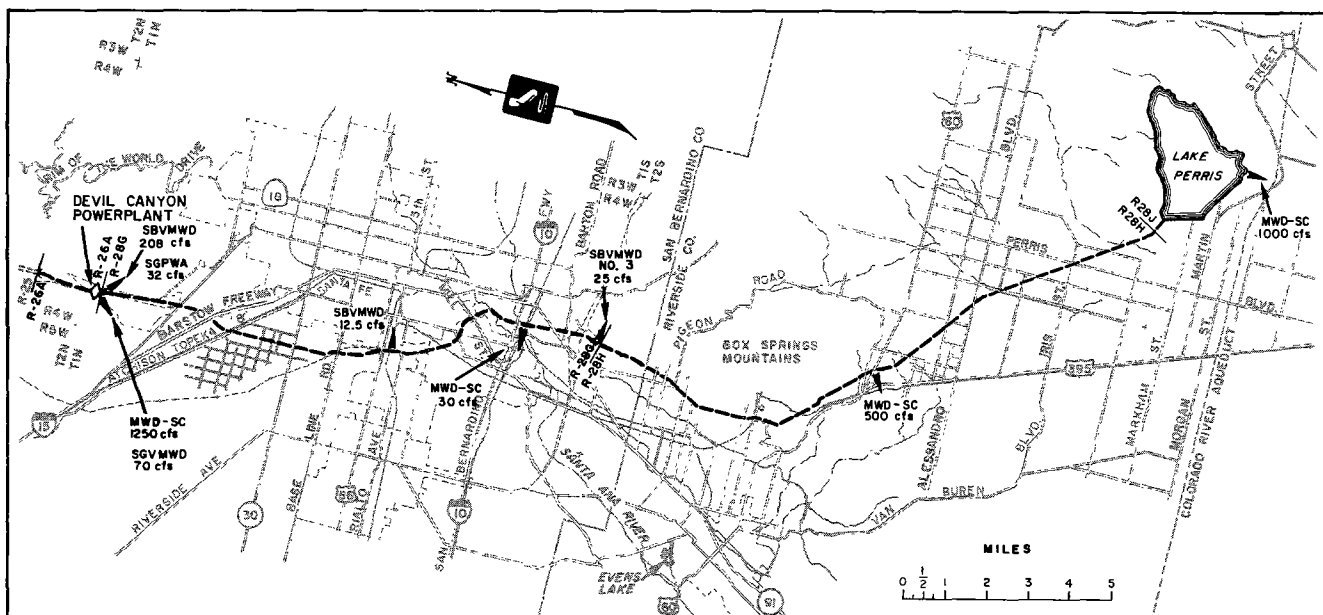 R3W T2N
R4W T1N
N
RIM OF THE WORLD DRIVE
DEVIL CANYON
POWERPLANT
R-26A
R-28G
SBVMWD
208 cfs
SGPWA
32 cfs
R-25
R-26A
R4W
R5W
T2N
T1N
18
5th ST
BARSTOW FREEWAY
ATCHISON TOPEKA
SANTA FE
R.R.
15
MWD-SC
1250 cfs
SGVMWD
70 cfs
RIVERSIDE AVE
30
BASE LINE RD
66
RIALTO AVE
SBVMWD
12.5 cfs
SAN BERNARDINO FWY
10
10
ST.
MWD-SC
30 cfs
BARTON ROAD
R3W T1S
R4W T2S
SBVMWD
NO. 3
25 cfs
R-28G
R-28H
SAN BERNARDINO CO
RIVERSIDE CO.
PIGEON ROAD
BOX SPRINGS
MOUNTAINS
SANTA ANA RIVER
EVENS
LAKE
60
91
MWD-SC
500 cfs
60
ALESSANDRO BLVD.
IRIS ST.
VAN BUREN BLVD.
PERRIS BLVD.
395
MARKHAM ST.
MORGAN ST.
MARTIN STREET
COLORADO RIVER AQUEDUCT
R28J
R28H
LAKE
PERRIS
MWD-SC
1000 cfs
MILES
0 1/2 1 2 3 4 5